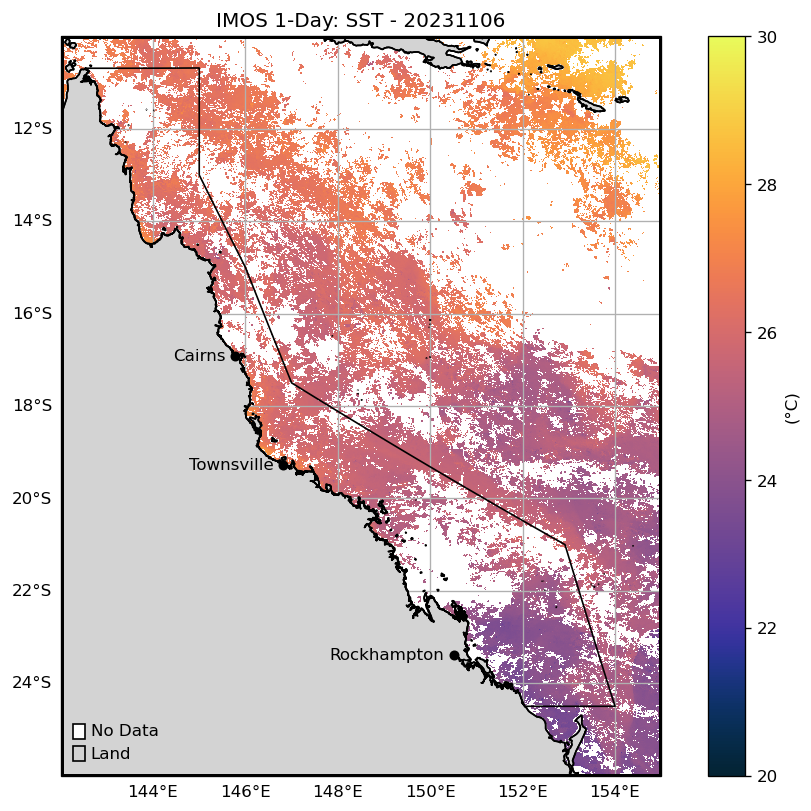 IMOS 1-Day: SST - 20231106
12°S
14°S
16°S
18°S
20°S
22°S
24°S
Cairns
Townsville
Rockhampton
No Data
Land
144°E 146°E 148°E 150°E 152°E 154°E
30
28
26
24
22
20
(°C)